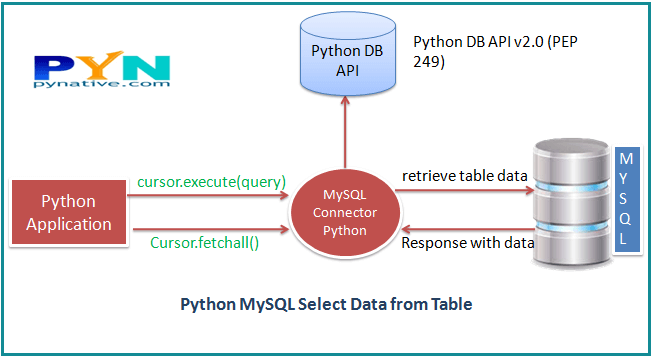 PYN
pynative.com
Python DB
API
Python DB API v2.0 (PEP
249)
Python
Application
cursor.execute(query)
Cursor.fetchall()
MySQL
Connector
Python
retrieve table data
Response with data
M
Y
S
Q
L
Python MySQL Select Data from Table